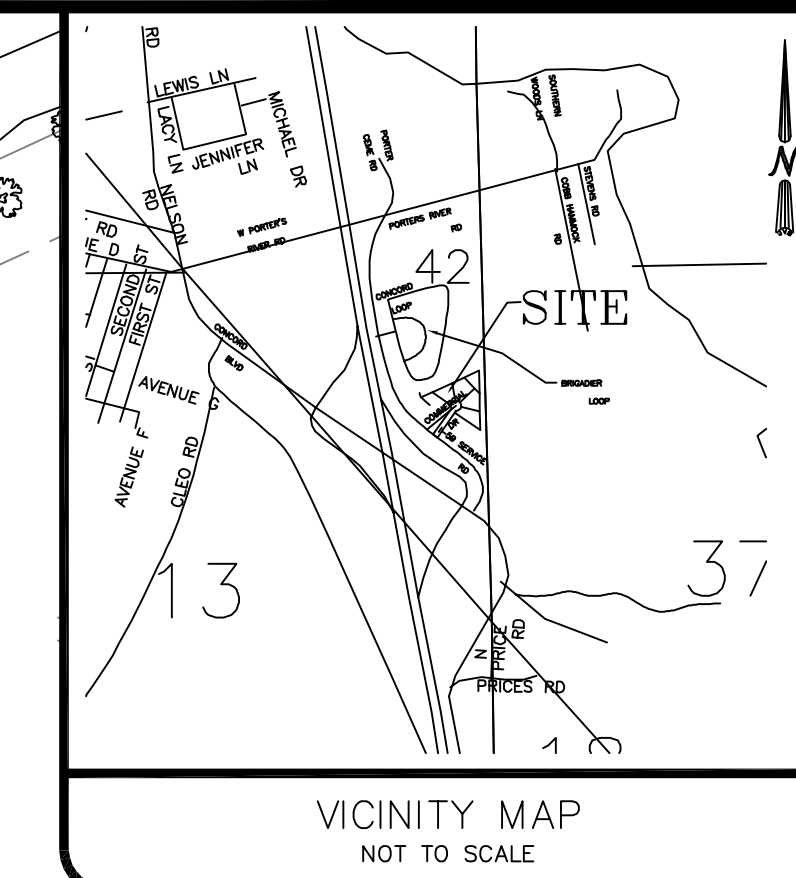 RD
LEWIS LN
LACY LN
JENNIFER
LN
MICHAEL DR
PORTER
CEME RD
SOUTHERN
WOODS LN
RD
NELSON
W PORTER'S
RIVER RD
PORTERS RIVER
RD
STEVENS RD
COBB HAMMOCK
RD
N
RD
SECOND ST
FIRST ST
42
CONCORD
LOOP
SITE
CONCORD
BLVD
AVENUE G
BRIGADIER
LOOP
COMMERSAL
DR
SERVICE
RD
AVENUE F
CLEO RD
13
37
N
PRICE
RD
PRICES RD
VICINITY MAP
NOT TO SCALE